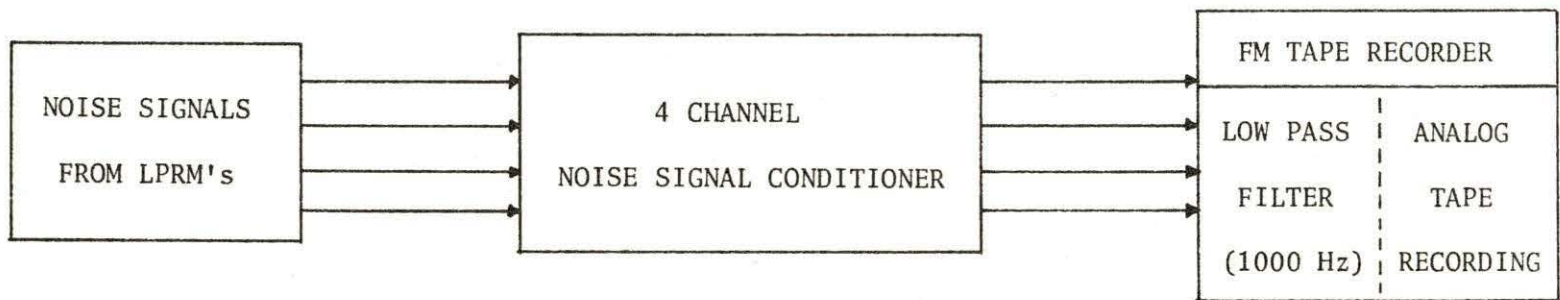 NOISE SIGNALS
FROM LPRM's
4 CHANNEL
NOISE SIGNAL CONDITIONER
FM TAPE RECORDER
LOW PASS
FILTER
(1000 Hz)
ANALOG
TAPE
RECORDING